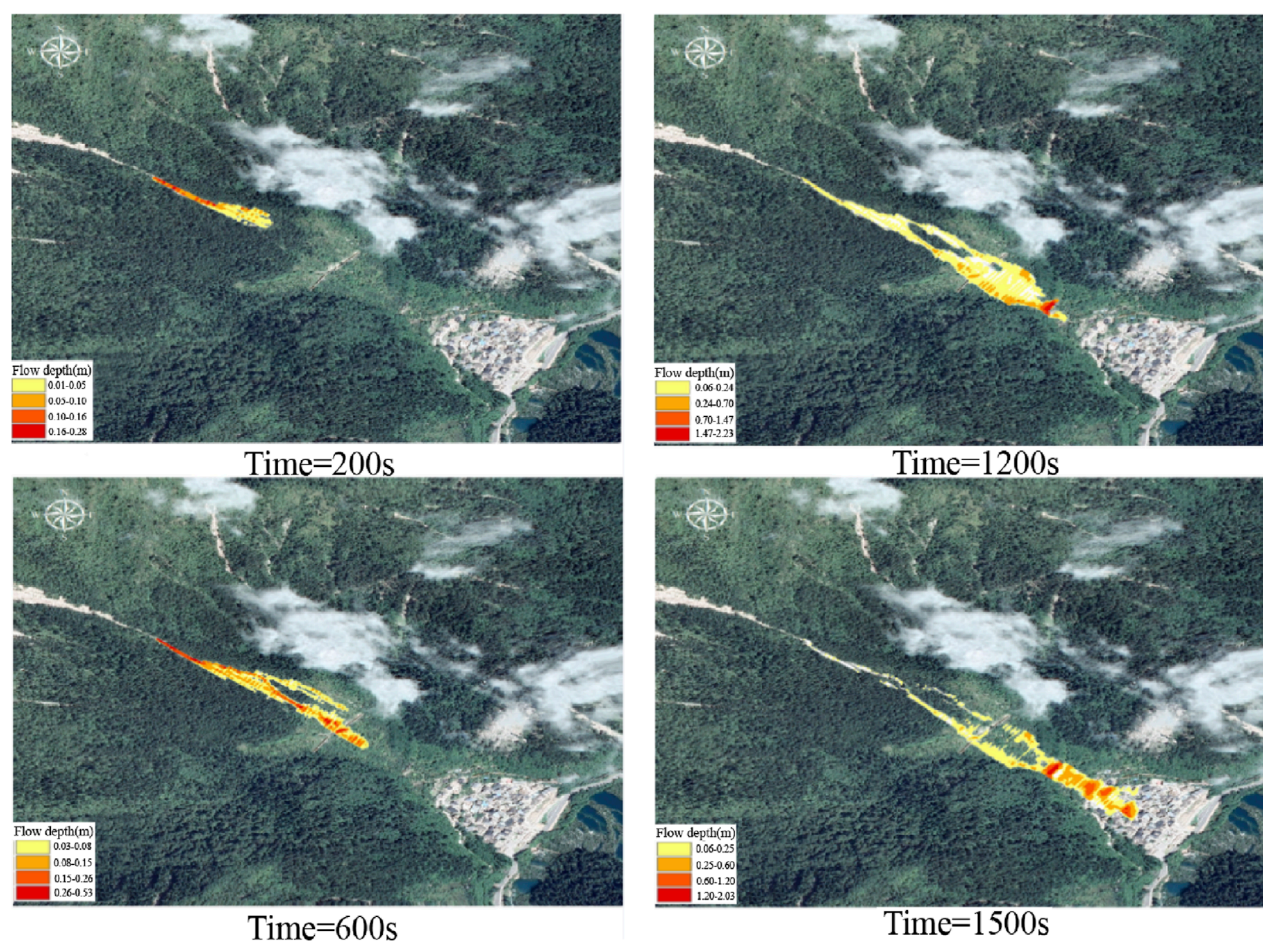 W
Flow depth(m)
0.01-0.05
0.05-0.10
0.10-0.16
0.16-0.28
Time=200s
W
Flow depth(m)
0.06-0.24
0.24-0.70
0.70-1.47
1.47-2.23
Time=1200s
W
Flow depth(m)
0.03-0.08
0.08-0.15
0.15-0.26
0.26-0.53
Time=600s
W
Flow depth(m)
0.06-0.25
0.25-0.60
0.60-1.20
1.20-2.03
Time=1500s